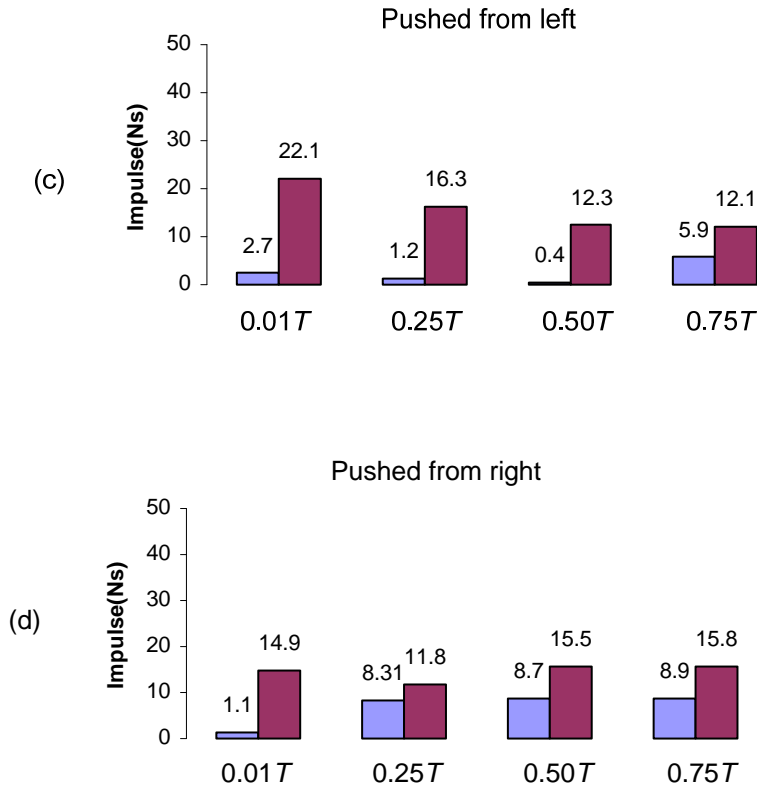 Pushed from left
50
40
30
20
10
0
Impulse(Ns)
(c)
2.7 22.1
1.2 16.3
0.4 12.3
5.9 12.1
0.01T 0.25T 0.50T 0.75T
Pushed from right
50
40
30
20
10
0
Impulse(Ns)
(d)
1.1 14.9
8.31 11.8
8.7 15.5
8.9 15.8
0.01T 0.25T 0.50T 0.75T